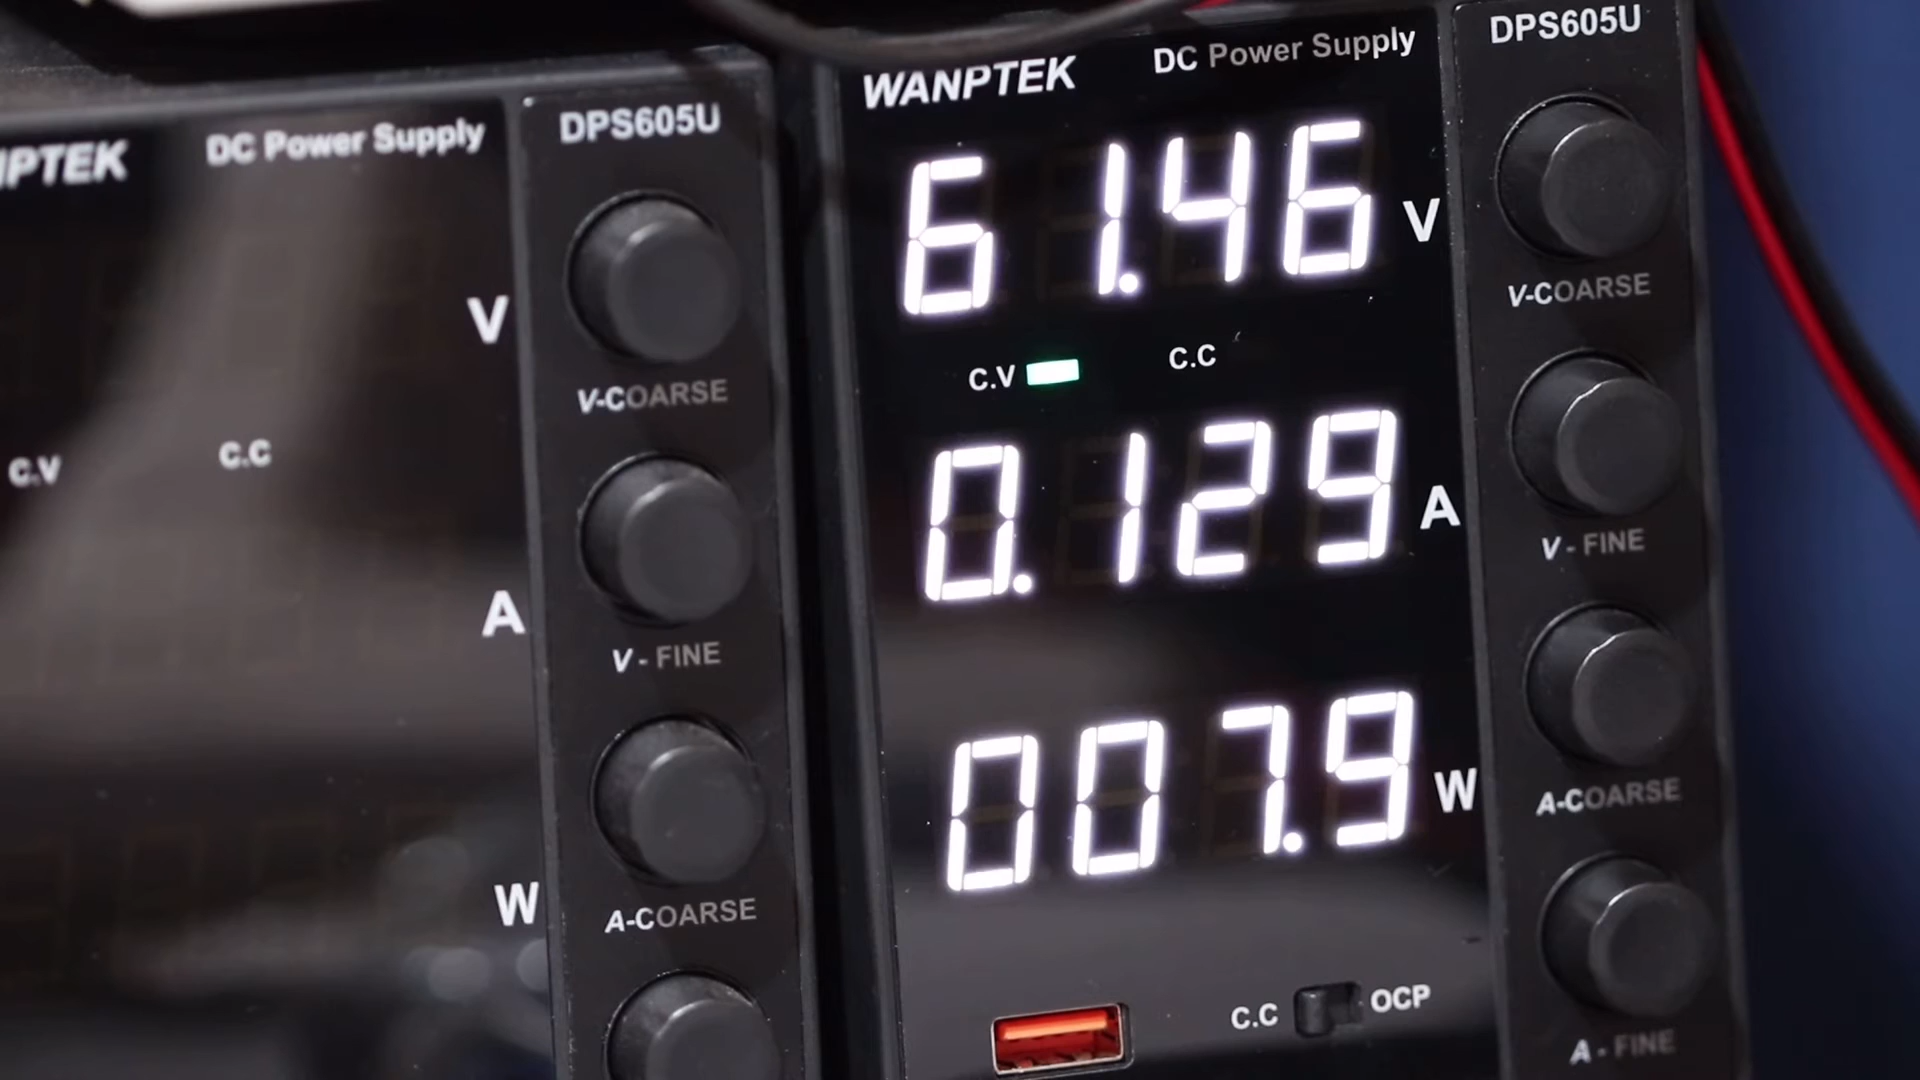 DPS605U
WANPTEK DC Power Supply
61.46 V
C.V C.C
0.129 A
007.9 W
C.C OCP
V-COARSE
V - FINE
A-COARSE
A - FINE
PTEK DC Power Supply
DPS605U
V
C.V C.C
A
W
V-COARSE
V - FINE
A-COARSE